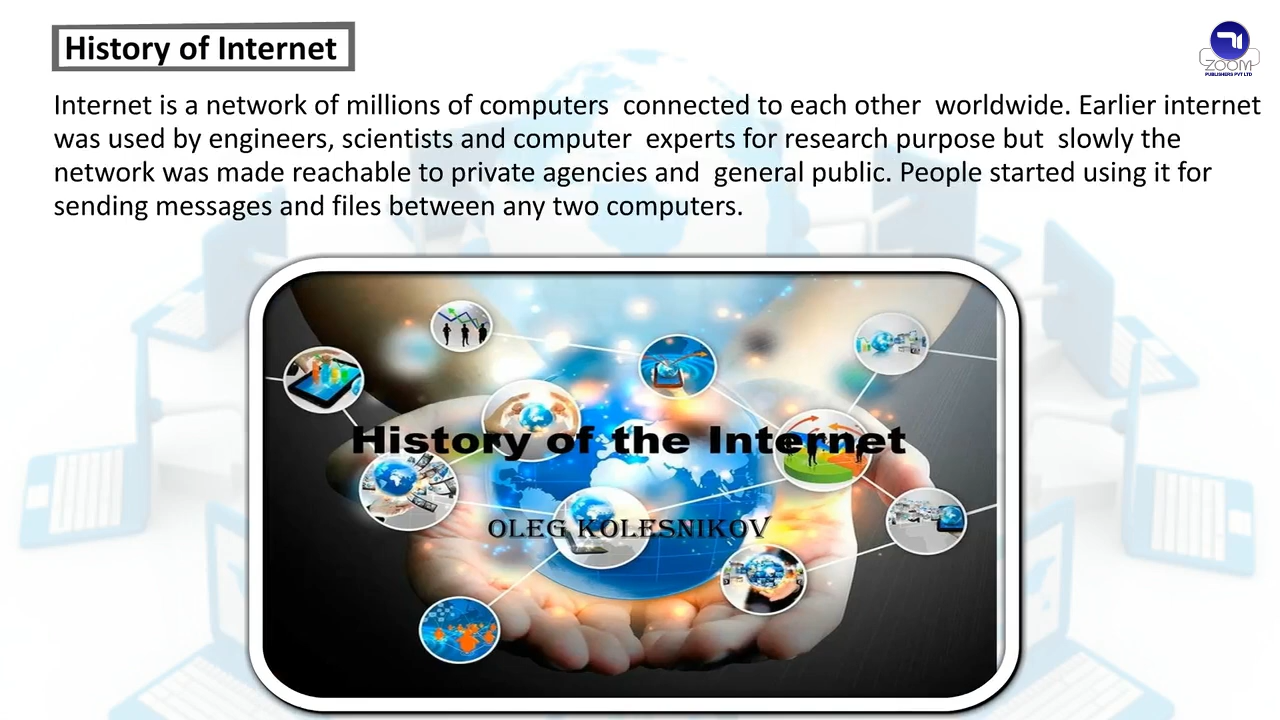 History of Internet
ZOOM
PUBLISHERS PVT LTD
Internet is a network of millions of computers  connected to each other  worldwide. Earlier internet
was used by engineers, scientists and computer  experts for research purpose but  slowly the
network was made reachable to private agencies and  general public. People started using it for
sending messages and files between any two computers.
History of the Internet
OLEG KOLESNIKOV